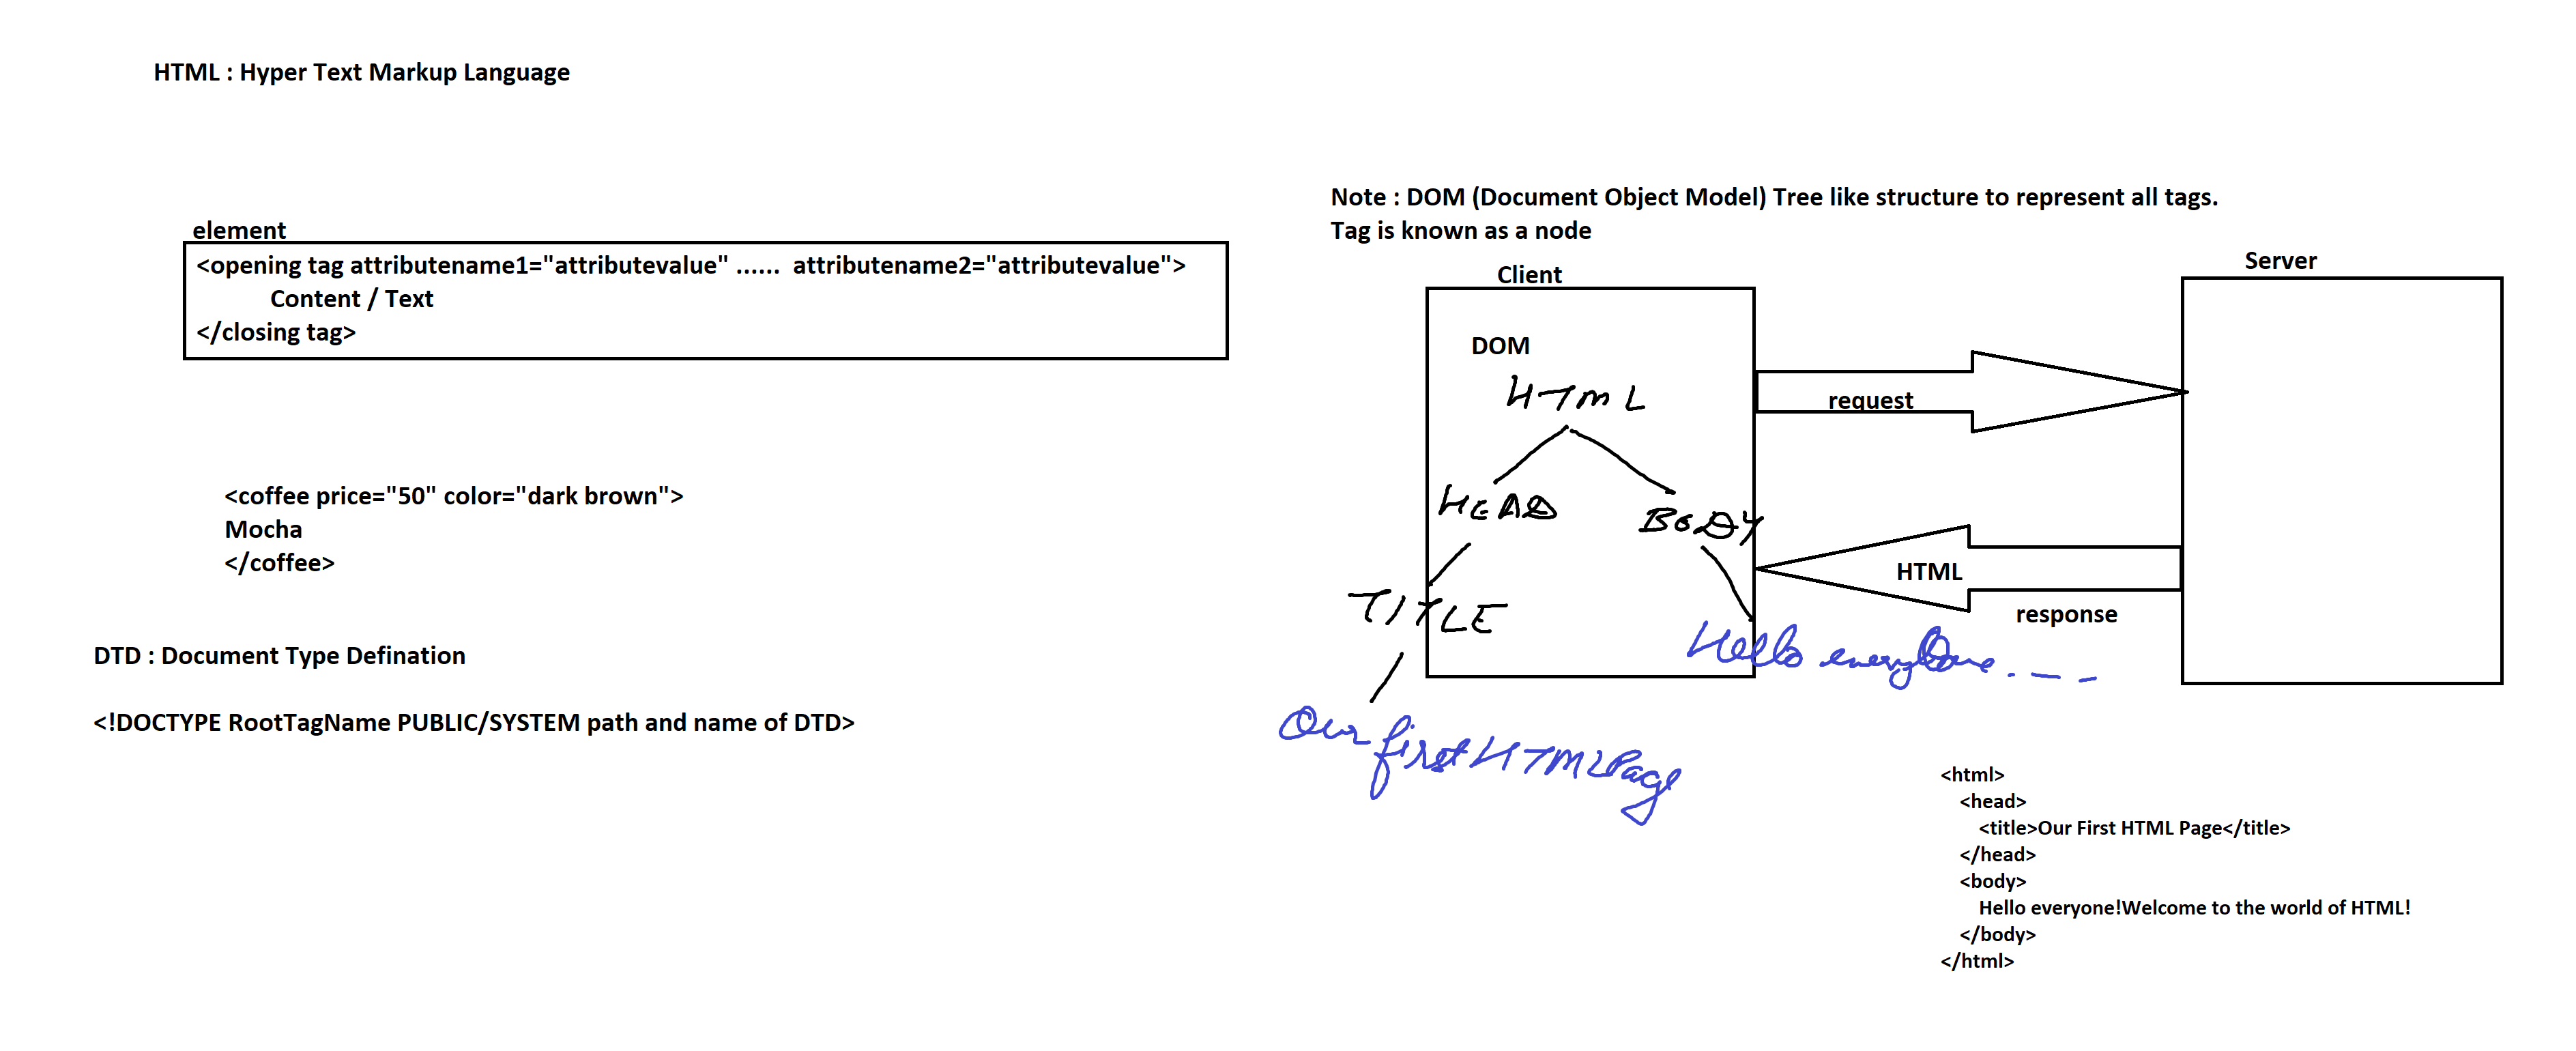 HTML : Hyper Text Markup Language
element
<opening tag attributename1="attributevalue" ...... attributename2="attributevalue">
Content / Text
</closing tag>
<coffee price="50" color="dark brown">
Mocha
</coffee>
DTD : Document Type Defination
<!DOCTYPE RootTagName PUBLIC/SYSTEM path and name of DTD>
Note : DOM (Document Object Model) Tree like structure to represent all tags.
Tag is known as a node
Client
Server
DOM
HTML
HEAD
BODY
TITLE
Our first HTML Page
Hello everyone. _ _
request
HTML
response
<html>
<head>
<title>Our First HTML Page</title>
</head>
<body>
Hello everyone!Welcome to the world of HTML!
</body>
</html>